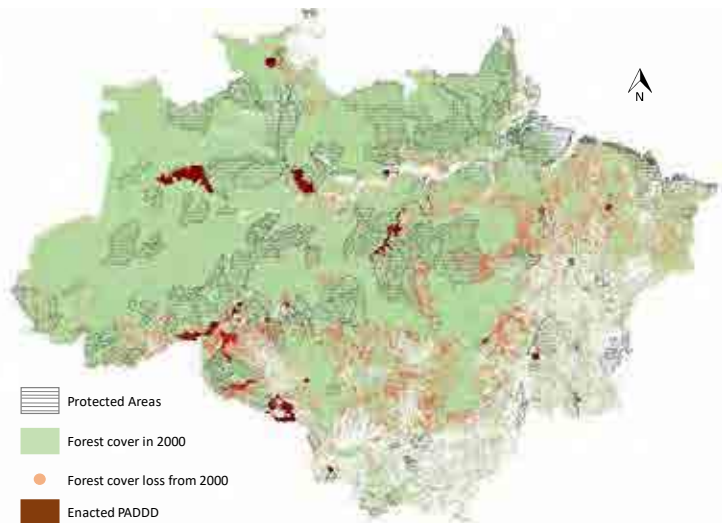 N
Protected Areas
Forest cover in 2000
Forest cover loss from 2000
Enacted PADDD